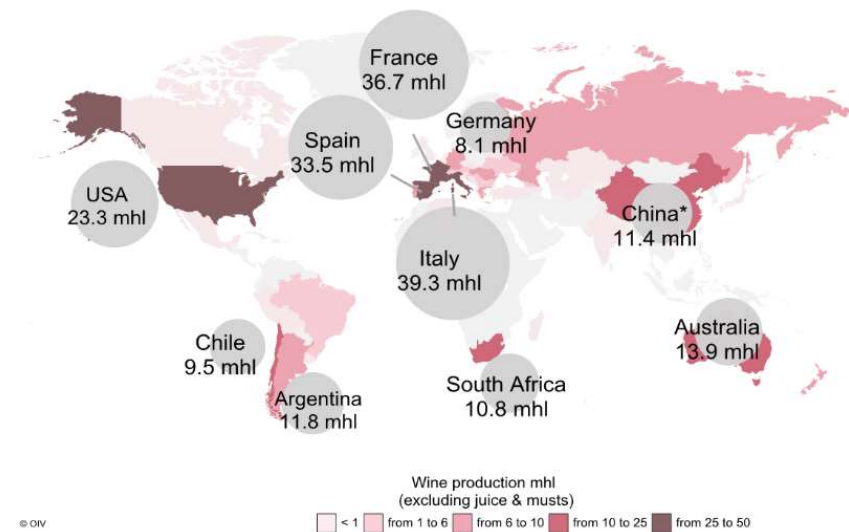 France
36.7 mhl
Germany
8.1 mhl
Spain
33.5 mhl
USA
23.3 mhl
China*
11.4 mhl
Italy
39.3 mhl
Australia
13.9 mhl
Chile
9.5 mhl
South Africa
10.8 mhl
Argentina
11.8 mhl
Wine production mhl
(excluding juice & musts)
© OIV
< 1 from 1 to 6 from 6 to 10 from 10 to 25 from 25 to 50